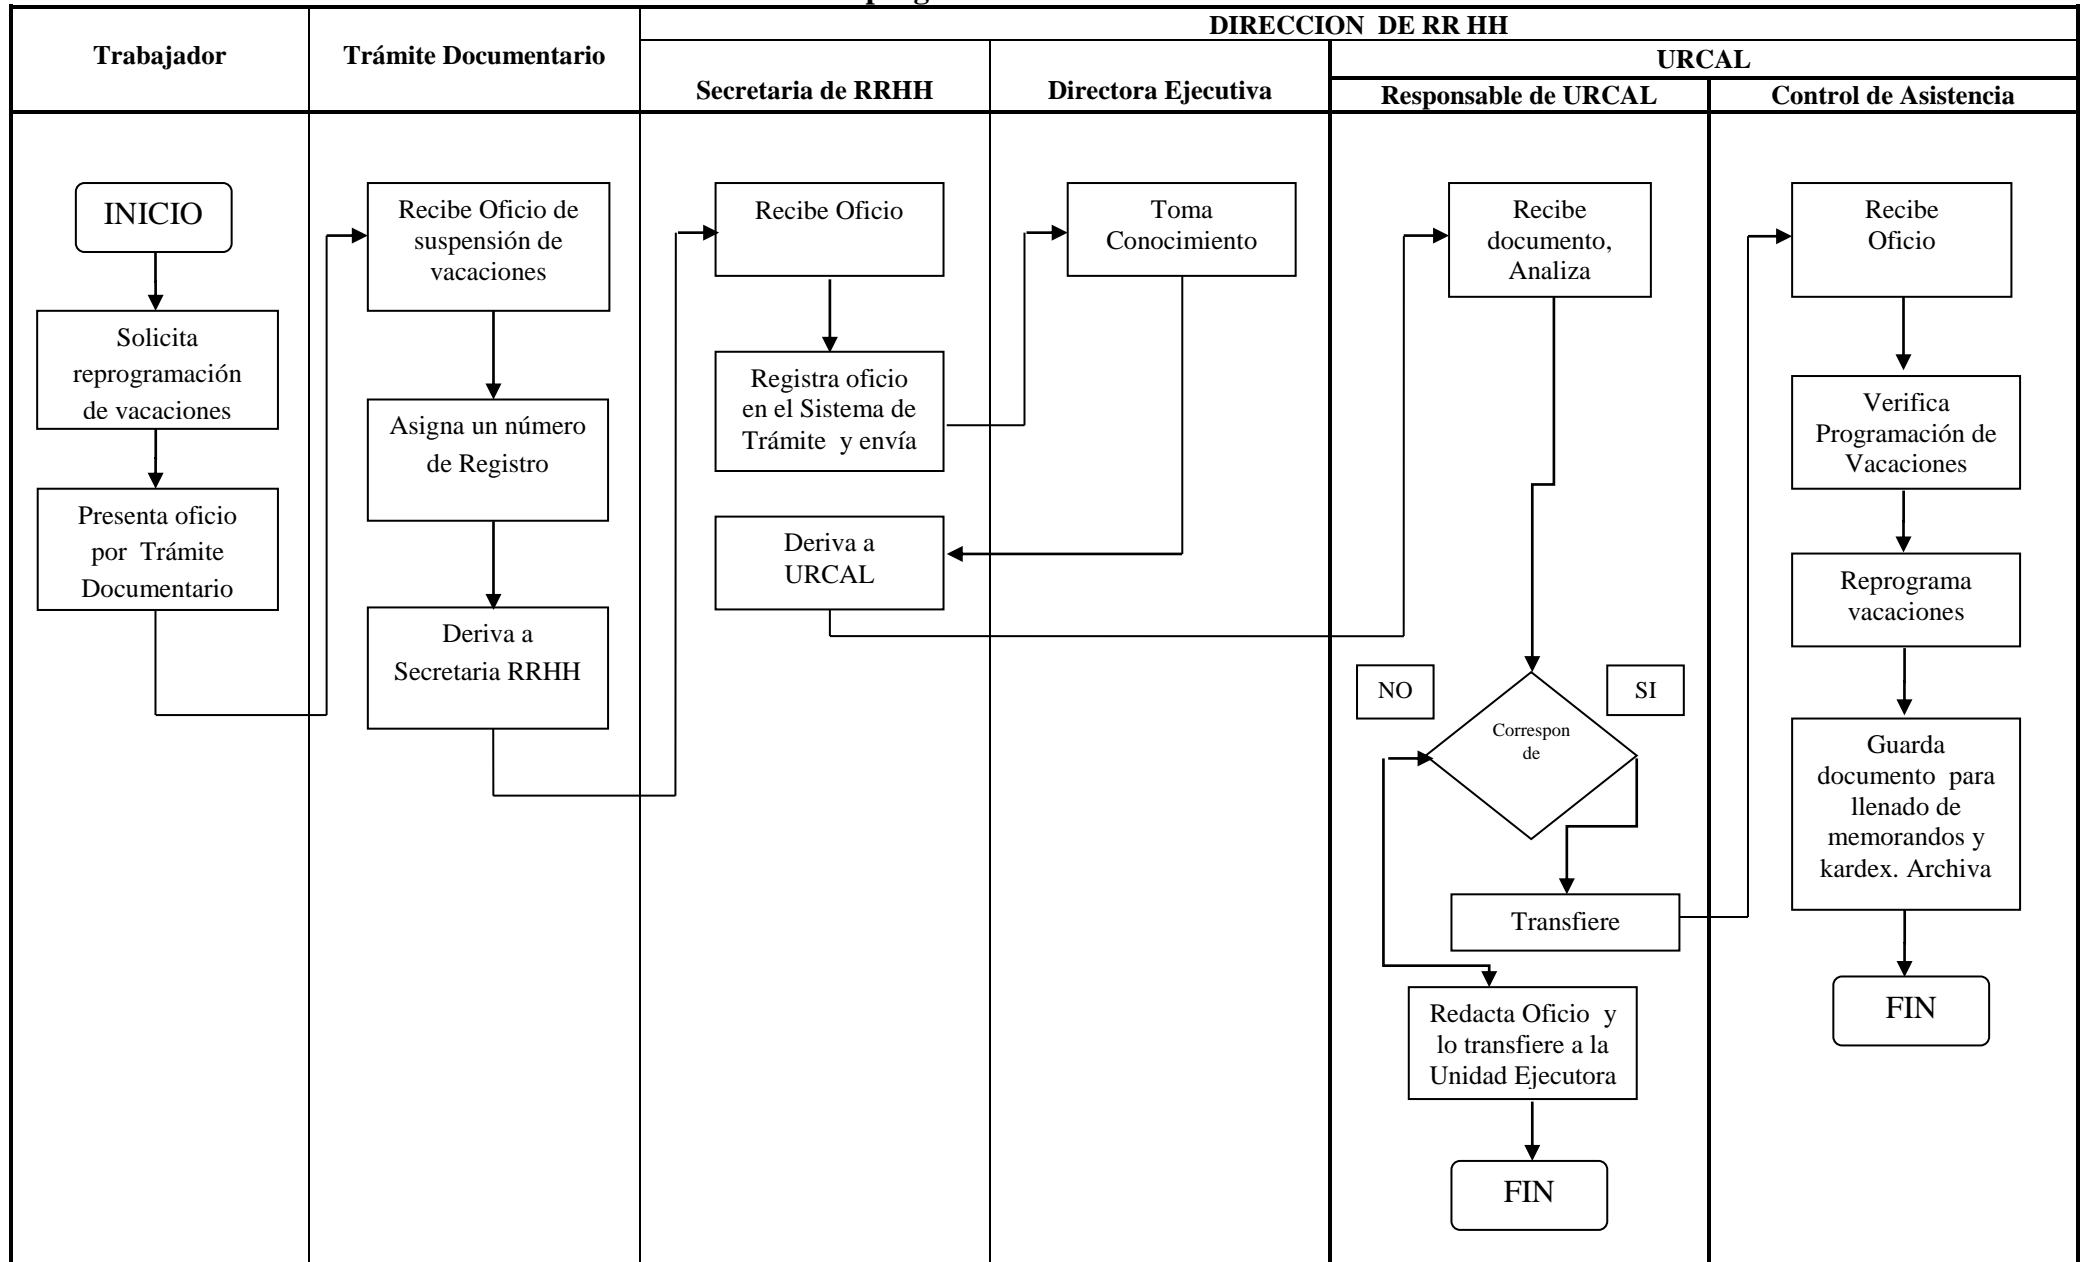 DIRECCION DE RR HH
Trabajador
Trámite Documentario
URCAL
Secretaria de RRHH
Directora Ejecutiva
Responsable de URCAL
Control de Asistencia
INICIO
Solicita
reprogramación
de vacaciones
Presenta oficio
por Trámite
Documentario
Recibe Oficio de
suspensión de
vacaciones
Asigna un número
de Registro
Deriva a
Secretaria RRHH
Recibe Oficio
Registra oficio
en el Sistema de
Trámite y envía
Deriva a
URCAL
Toma
Conocimiento
Recibe
documento,
Analiza
NO
SI
Correspon
de
Transfiere
Redacta Oficio y
lo transfiere a la
Unidad Ejecutora
FIN
Recibe
Oficio
Verifica
Programación de
Vacaciones
Reprograma
vacaciones
Guarda
documento para
llenado de
memorandos y
kardex. Archiva
FIN